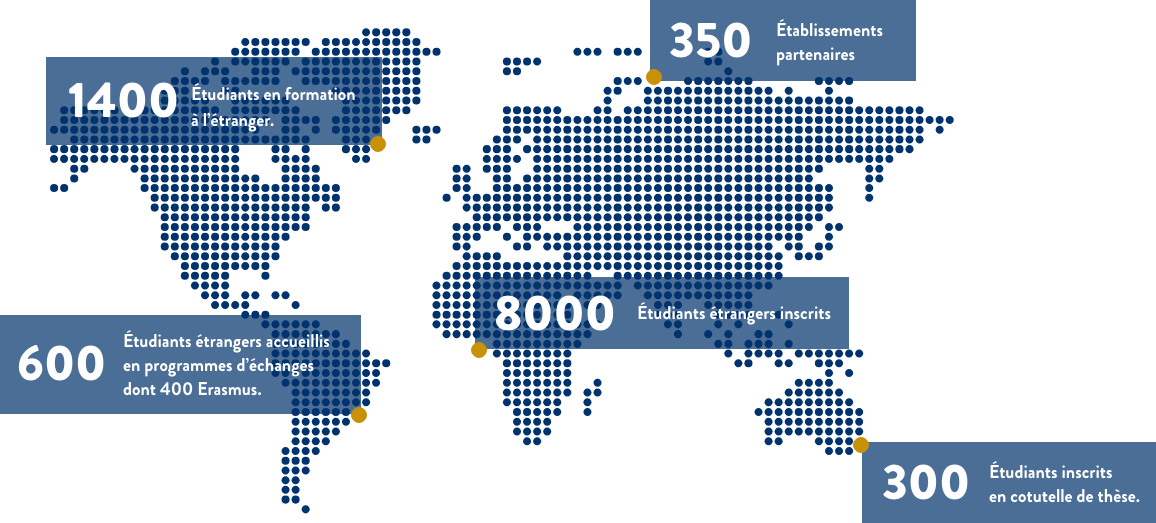 350
Établissements
partenaires
1400
Étudiants en formation
à l'étranger.
8000
Étudiants étrangers inscrits
600
Étudiants étrangers accueillis
en programmes d'échanges
dont 400 Erasmus.
300
Étudiants inscrits
en cotutelle de thèse.